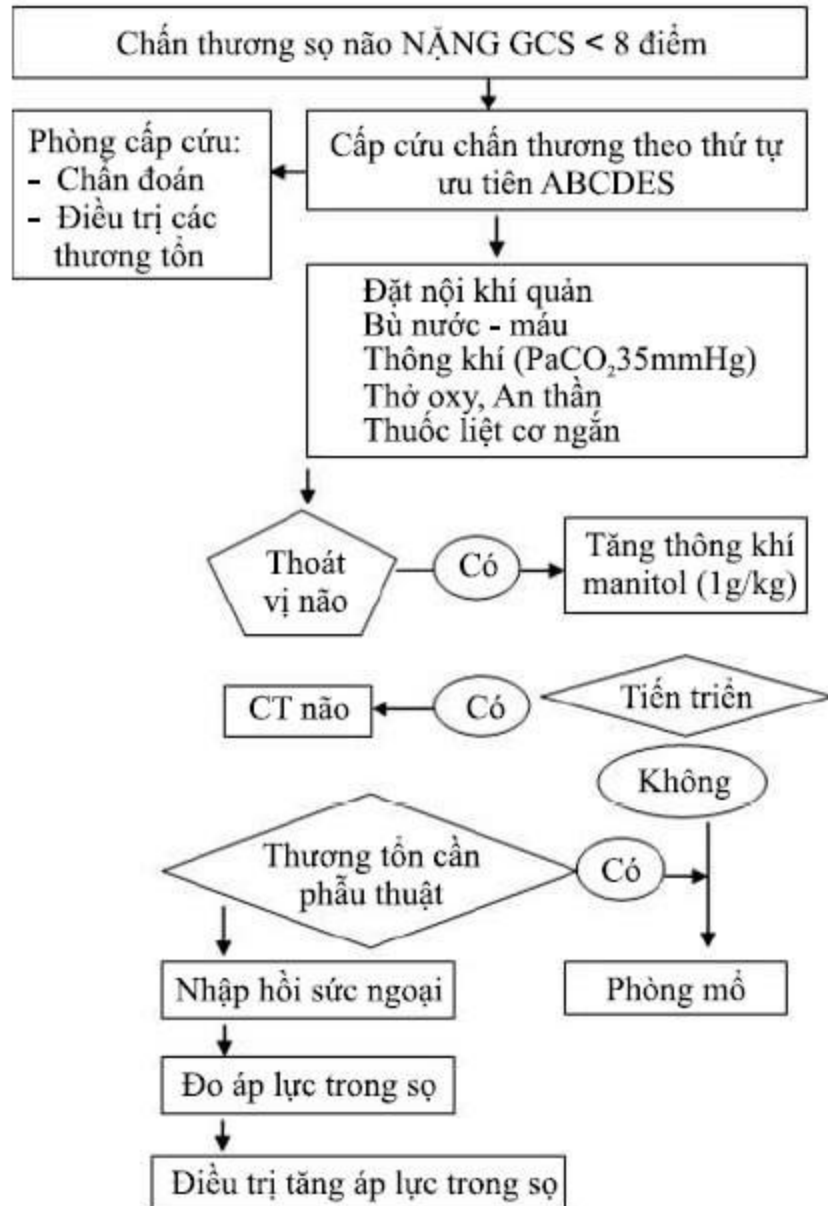 Chấn thương sọ não NẶNG GCS < 8 điểm
Phòng cấp cứu:
- Chẩn đoán
- Điều trị các
thương tổn
Cấp cứu chấn thương theo thứ tự
ưu tiên ABCDES
Đặt nội khí quản
Bù nước - máu
Thông khí (PaCO₂35mmHg)
Thở oxy, An thần
Thuốc liệt cơ ngắn
Thoát
vị não
Có
Tăng thông khí
manitol (1g/kg)
CT não
Có
Tiến triển
Không
Thương tổn cần
phẫu thuật
Có
Nhập hồi sức ngoại
Phòng mổ
Đo áp lực trong sọ
Điều trị tăng áp lực trong sọ